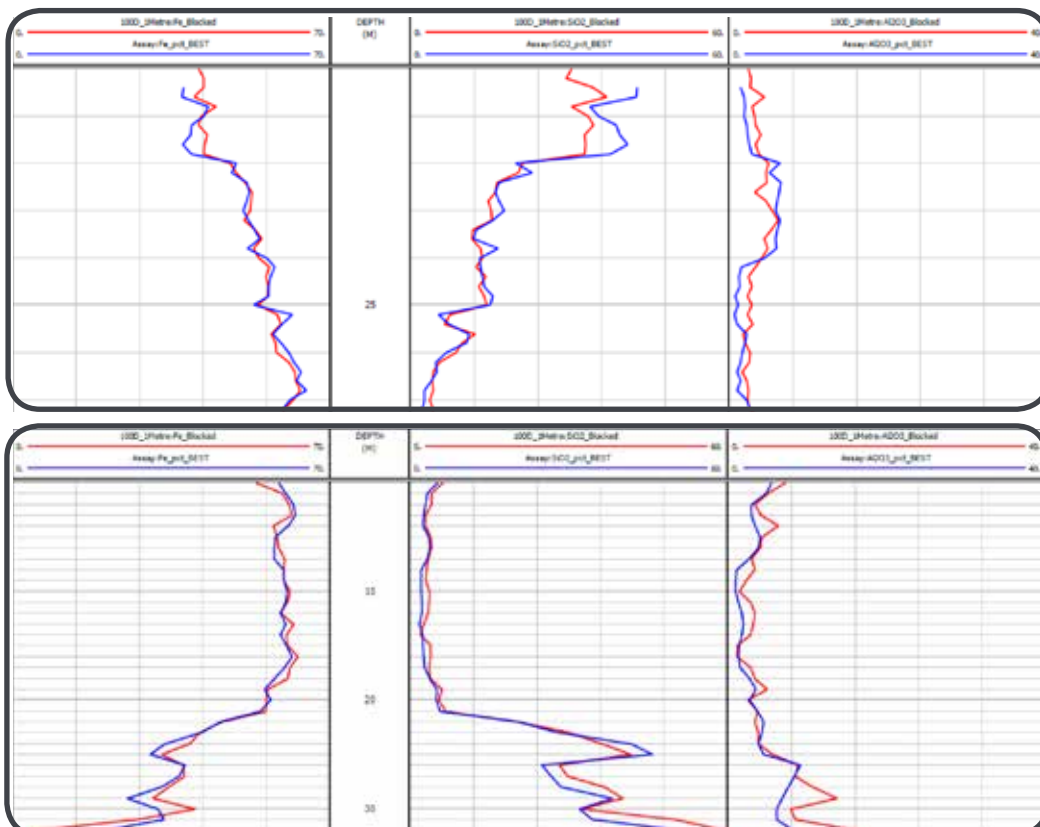 100D_1Metre:Fe_Blocked
0. 70.
Assay:Fe_pct_BEST
0. 70.
DEPTH
(M)
100D_1Metre:SiO2_Blocked
0. 60.
Assay:SiO2_pct_BEST
0. 60.
100D_1Metre:Al2O3_Blocked
0. 40.
Assay:Al2O3_pct_BEST
0. 40.
25
100D_1Metre:Fe_Blocked
0. 70.
Assay:Fe_pct_BEST
0. 70.
DEPTH
(M)
100D_1Metre:SiO2_Blocked
0. 60.
Assay:SiO2_pct_BEST
0. 60.
100D_1Metre:Al2O3_Blocked
0. 40.
Assay:Al2O3_pct_BEST
0. 40.
15
20
30